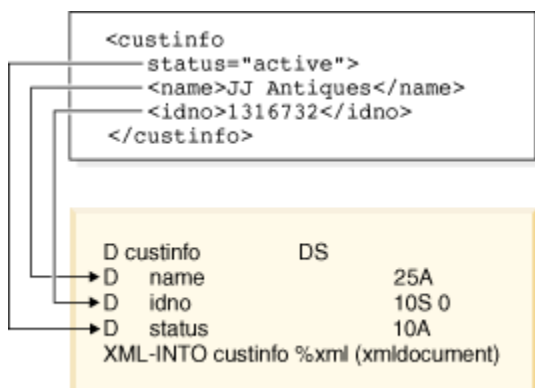 <custinfo
status="active">
<name>JJ Antiques</name>
<idno>1316732</idno>
</custinfo>
D custinfo DS
D name 25A
D idno 10S 0
D status 10A
XML-INTO custinfo %xml (xmldocument)